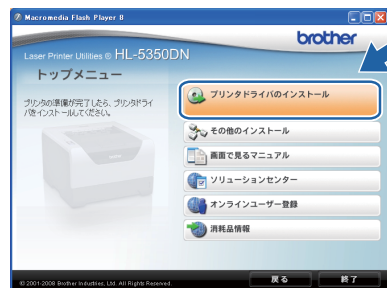 Macromedia Flash Player 8
brother
Laser Printer Utilities ® HL-5350DN
トップメニュー
プリンタの準備が完了したら、プリンタドライ
バをインストールしてください。
プリンタドライバのインストール
その他のインストール
画面で見るマニュアル
ソリューションセンター
オンラインユーザー登録
消耗品情報
© 2001-2008 Brother Industries, Ltd. All Rights Reserved.
戻る
終了